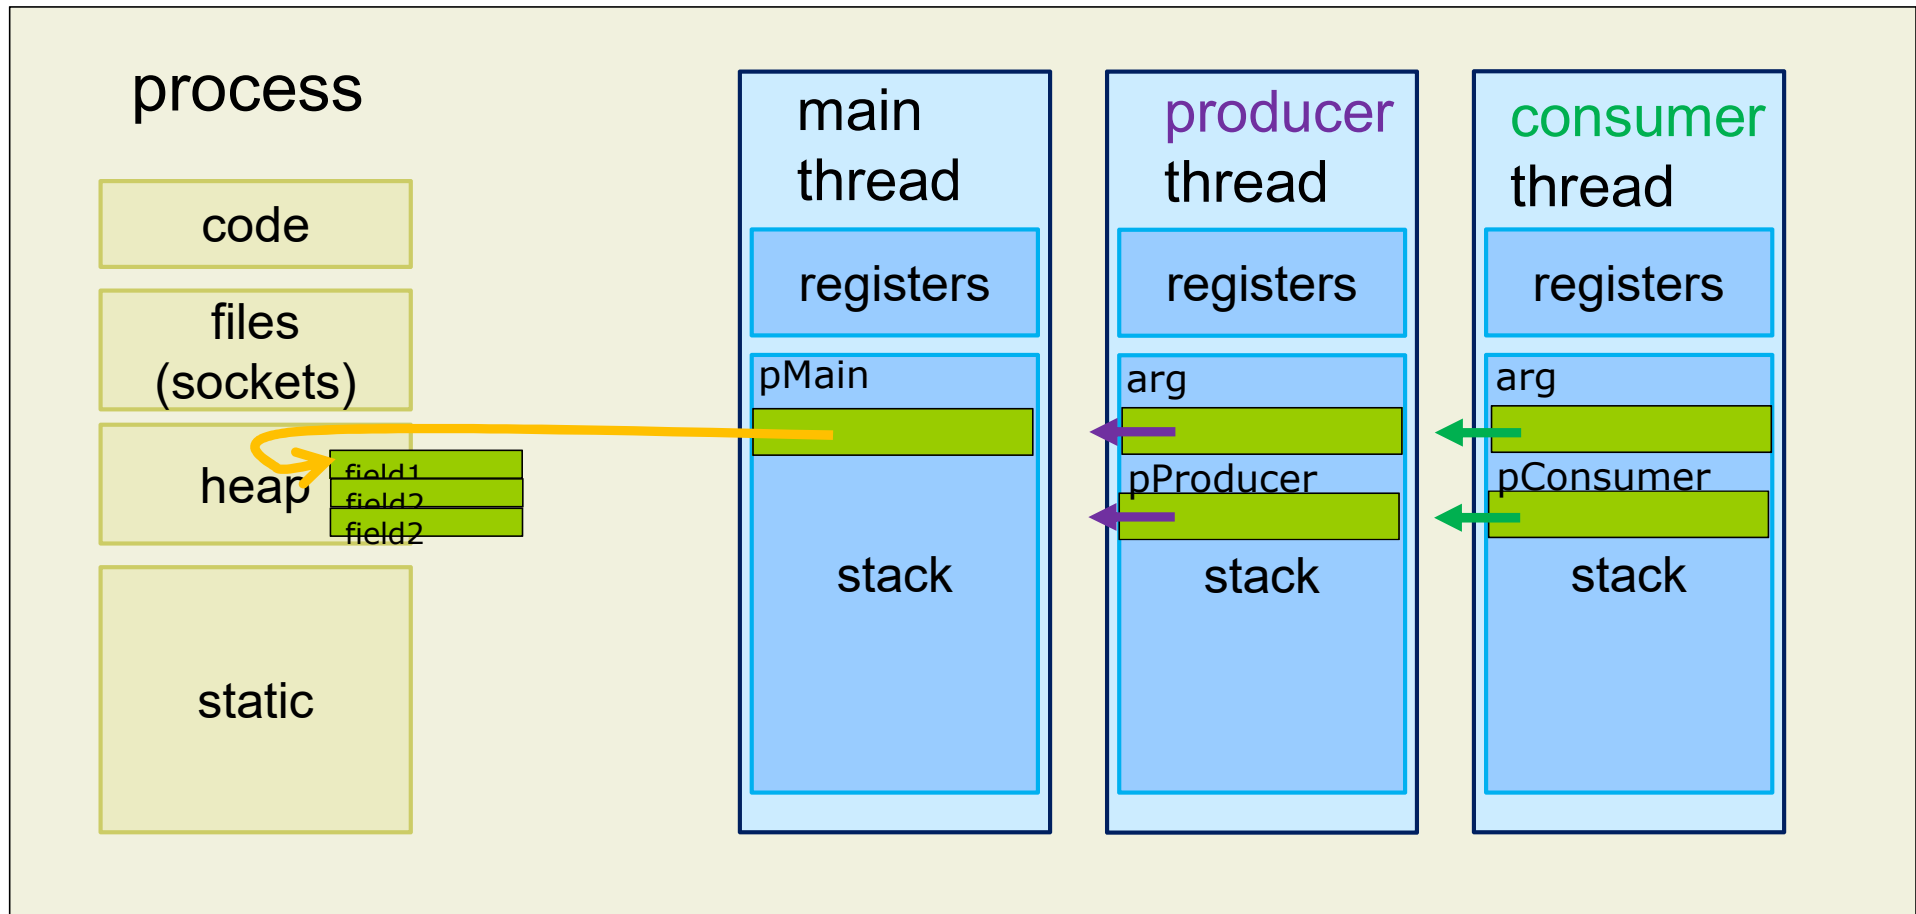 process
code
files
(sockets)
heap
field1
field2
field2
static
main
thread
registers
pMain
stack
producer
thread
registers
arg
pProducer
stack
consumer
thread
registers
arg
pConsumer
stack